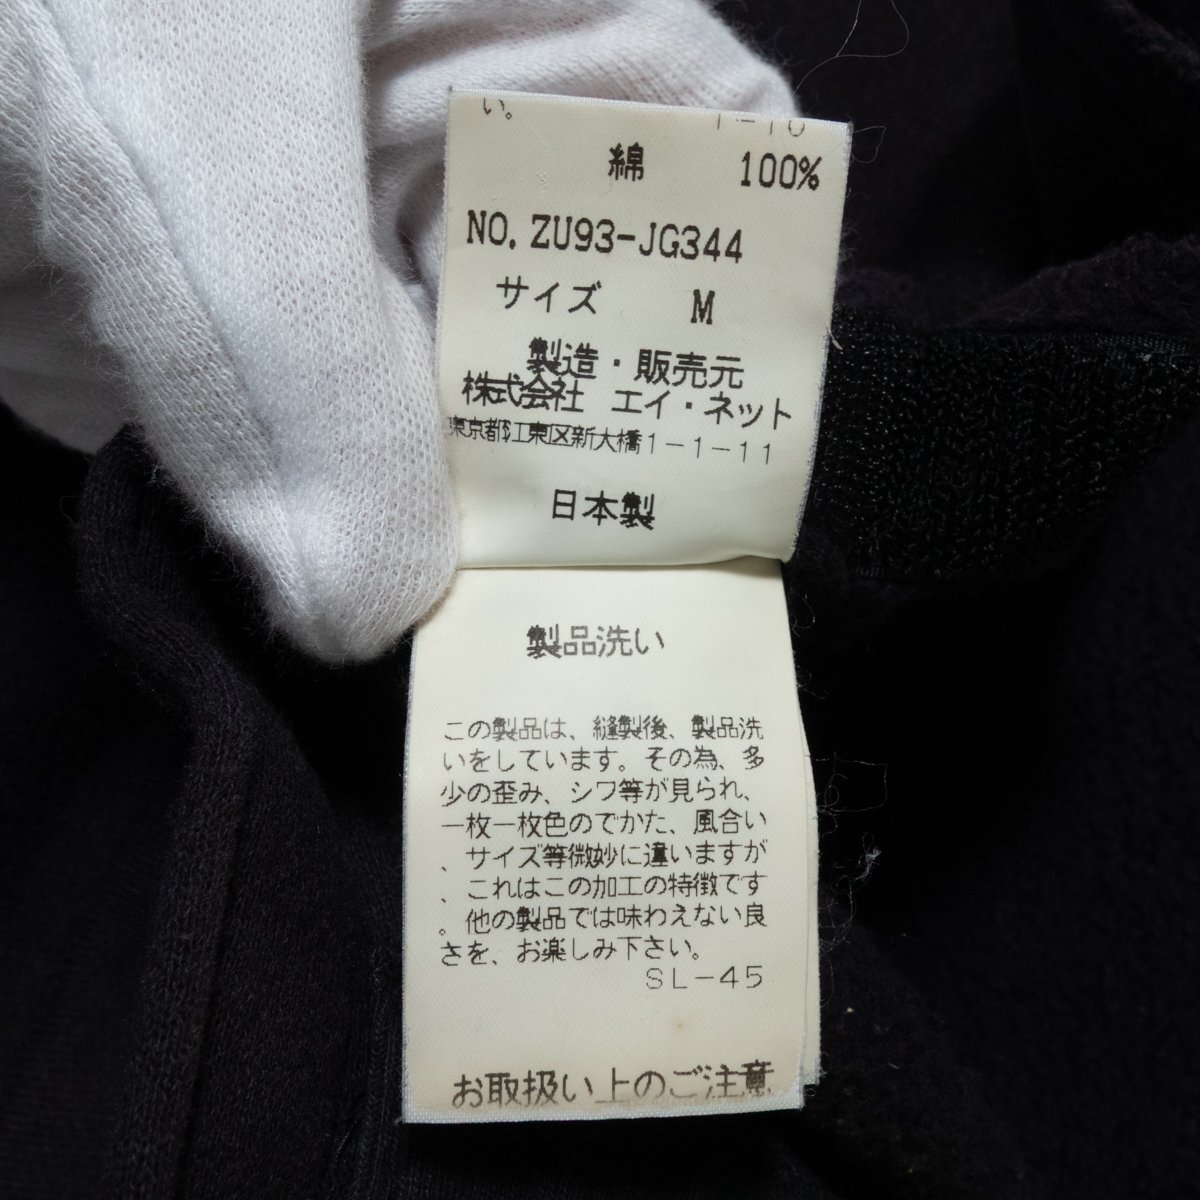 い。
綿 100%
NO. ZU93-JG344
サイズ M
製造・販売元
株式会社 エイ・ネット
東京都江東区新大橋1-1-11
日本製
製品洗い
この製品は、縫製後、製品洗
いをしています。その為、多
少の歪み、シワ等が見られ、
一枚一枚色のでかた、風合い
、サイズ等微妙に違いますが
、これはこの加工の特徴です
。他の製品では味わえない良
さを、お楽しみ下さい。
SL-45
お取扱い上のご注意